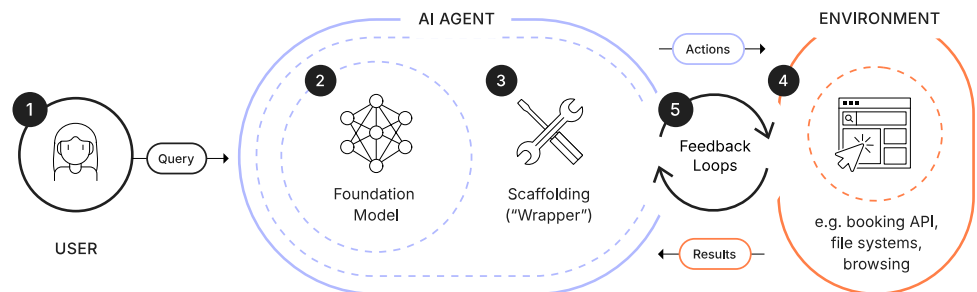 AI AGENT
ENVIRONMENT
1
Query
USER
2
Foundation
Model
3
Scaffolding
(“Wrapper”)
Actions
5
Feedback
Loops
Results
4
e.g. booking API,
file systems,
browsing